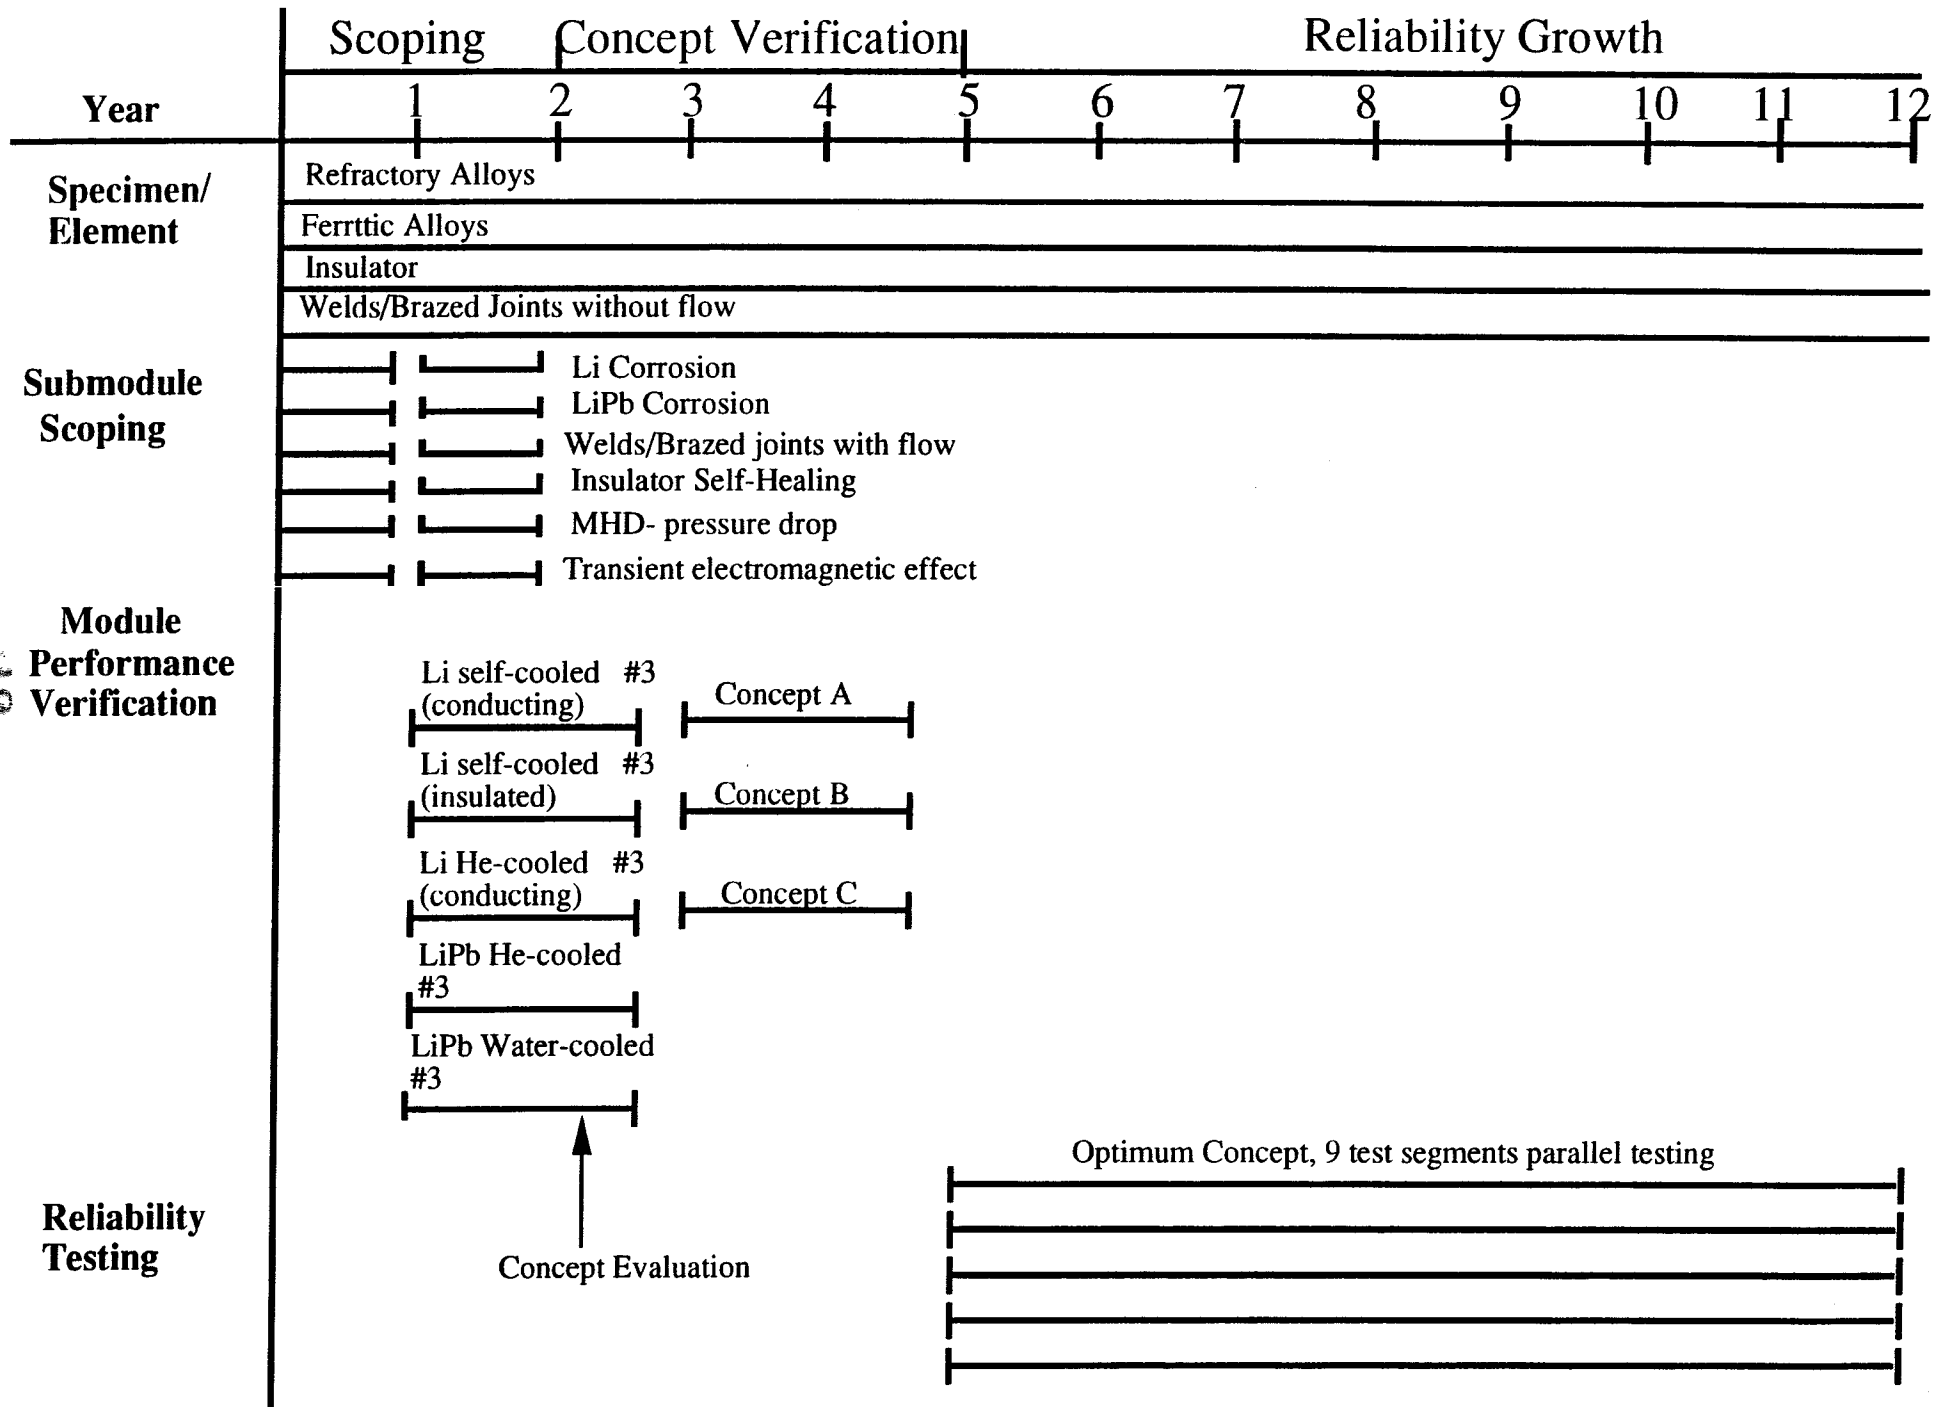 Scoping
Concept Verification
Reliability Growth
Year
1 2 3 4 5 6 7 8 9 10 11 12
Specimen/
Element
Refractory Alloys
Ferrttic Alloys
Insulator
Welds/Brazed Joints without flow
Submodule
Scoping
Li Corrosion
LiPb Corrosion
Welds/Brazed joints with flow
Insulator Self-Healing
MHD- pressure drop
Transient electromagnetic effect
Module
Performance
Verification
Li self-cooled #3
(conducting)
Concept A
Li self-cooled #3
(insulated)
Concept B
Li He-cooled #3
(conducting)
Concept C
LiPb He-cooled
#3
LiPb Water-cooled
#3
Concept Evaluation
Reliability
Testing
Optimum Concept, 9 test segments parallel testing